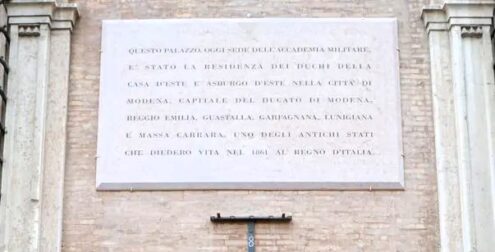 QUESTO PALAZZO, OGGI SEDE DELL'ACCADEMIA MILITARE,
E' STATO LA RESIDENZA DEI DUCHI DELLA
CASA D'ESTE E ASBURGO D'ESTE NELLA CITTA' DI
MODENA, CAPITALE DEL DUCATO DI MODENA,
REGGIO EMILIA, GUASTALLA, GARFAGNANA, LUNIGIANA
E MASSA CARRARA, UNO DEGLI ANTICHI STATI
CHE DIEDERO VITA NEL 1861 AL REGNO D'ITALIA.